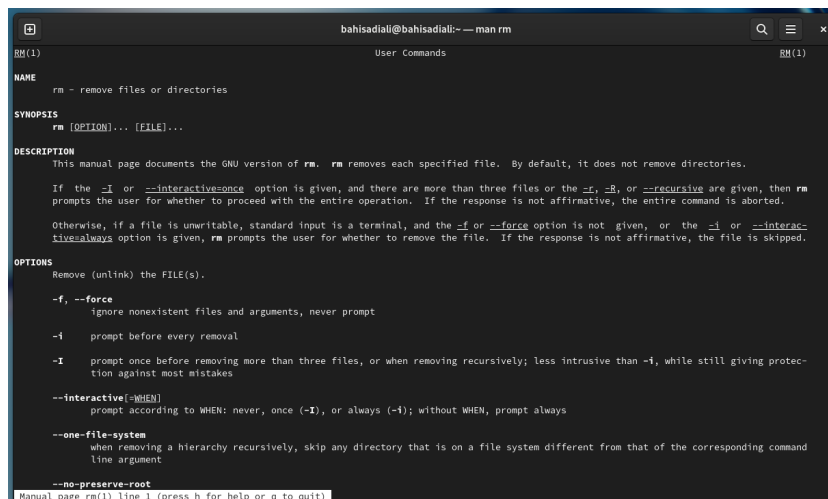 bahisadiali@bahisadiali:~ — man rm
RM(1) User Commands RM(1)
NAME
rm - remove files or directories
SYNOPSIS
rm [OPTION]... [FILE]...
DESCRIPTION
This manual page documents the GNU version of rm. rm removes each specified file. By default, it does not remove directories.
If the -I or --interactive=once option is given, and there are more than three files or the -r, -R, or --recursive are given, then rm
prompts the user for whether to proceed with the entire operation. If the response is not affirmative, the entire command is aborted.
Otherwise, if a file is unwritable, standard input is a terminal, and the -f or --force option is not given, or the -i or --interac-
tive=always option is given, rm prompts the user for whether to remove the file. If the response is not affirmative, the file is skipped.
OPTIONS
Remove (unlink) the FILE(s).
-f, --force
ignore nonexistent files and arguments, never prompt
-i prompt before every removal
-I prompt once before removing more than three files, or when removing recursively; less intrusive than -i, while still giving protec-
tion against most mistakes
--interactive[=WHEN]
prompt according to WHEN: never, once (-I), or always (-i); without WHEN, prompt always
--one-file-system
when removing a hierarchy recursively, skip any directory that is on a file system different from that of the corresponding command
line argument
--no-preserve-root
Manual page rm(1) line 1 (press h for help or q to quit)